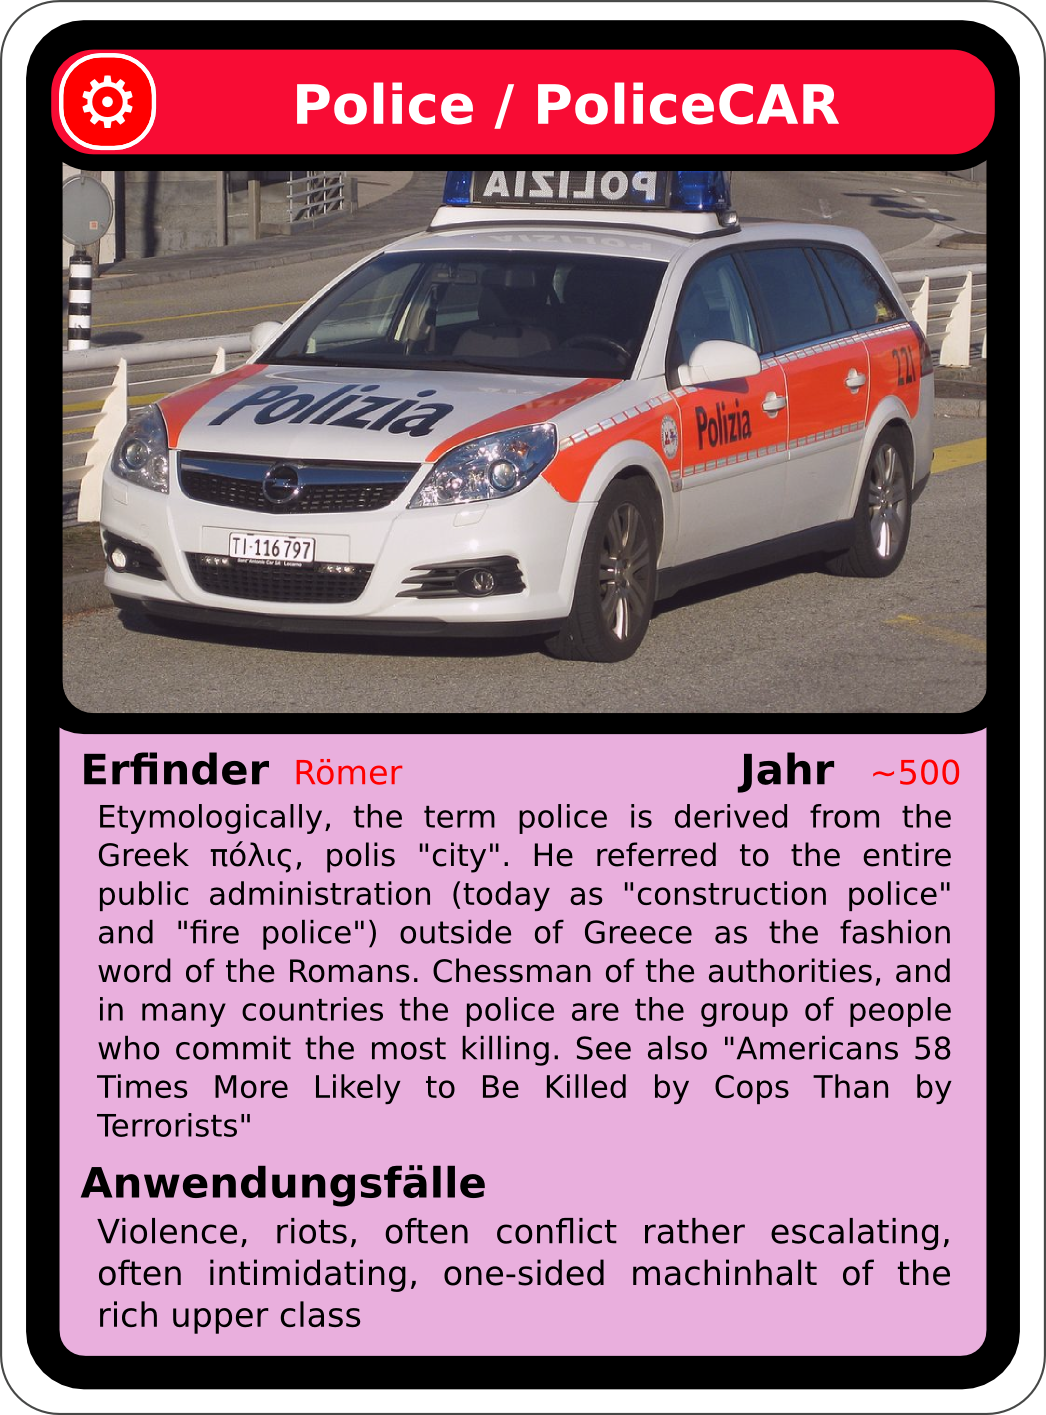 Police / PoliceCAR
POLIZIA
Polizia
Polizia
221
TI·116797
Erfinder Römer Jahr ~500
Etymologically, the term police is derived from the
Greek πόλις, polis "city". He referred to the entire
public administration (today as "construction police"
and "fire police") outside of Greece as the fashion
word of the Romans. Chessman of the authorities, and
in many countries the police are the group of people
who commit the most killing. See also "Americans 58
Times More Likely to Be Killed by Cops Than by
Terrorists"
Anwendungsfälle
Violence, riots, often conflict rather escalating,
often intimidating, one-sided machinhalt of the
rich upper class